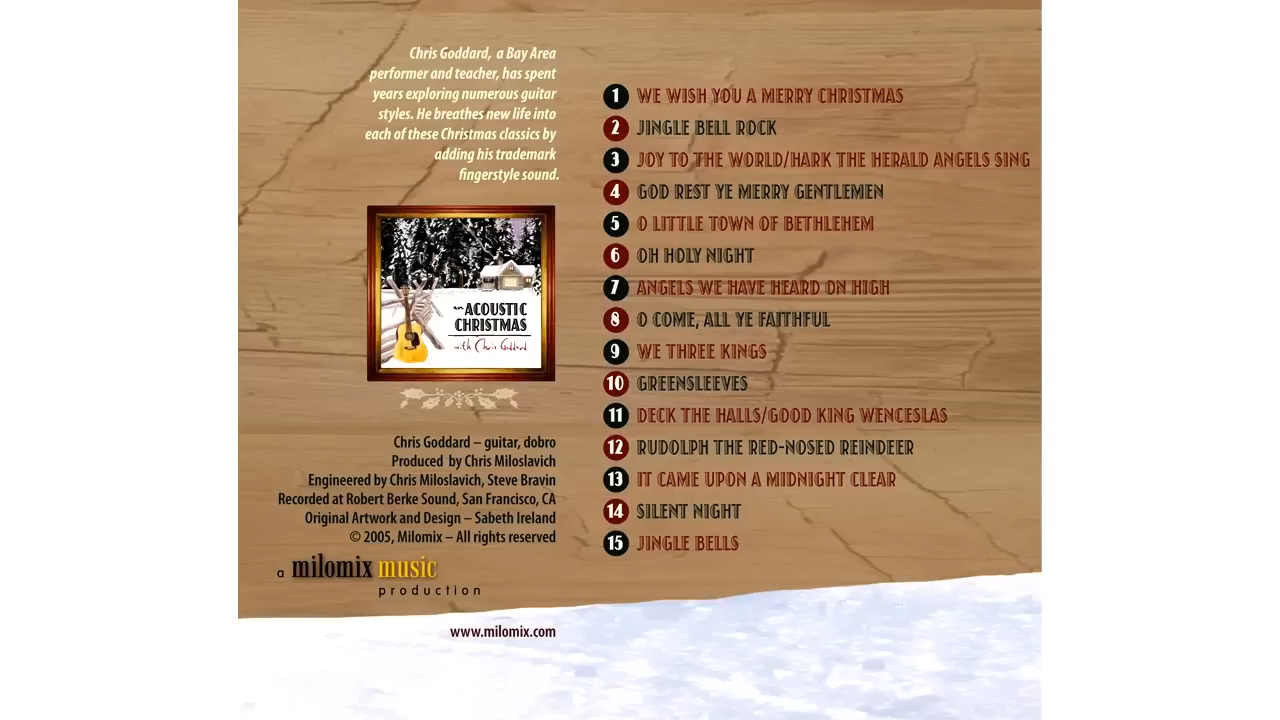 Chris Goddard, a Bay Area
performer and teacher, has spent
years exploring numerous guitar
styles. He breathes new life into
each of these Christmas classics by
adding his trademark
fingerstyle sound.
an ACOUSTIC
CHRISTMAS
with Chris Goddard
Chris Goddard – guitar, dobro
Produced by Chris Miloslavich
Engineered by Chris Miloslavich, Steve Bravin
Recorded at Robert Berke Sound, San Francisco, CA
Original Artwork and Design – Sabeth Ireland
© 2005, Milomix – All rights reserved
a milomix music
production
www.milomix.com
1 WE WISH YOU A MERRY CHRISTMAS
2 JINGLE BELL ROCK
3 JOY TO THE WORLD/HARK THE HERALD ANGELS SING
4 GOD REST YE MERRY GENTLEMEN
5 O LITTLE TOWN OF BETHLEHEM
6 OH HOLY NIGHT
7 ANGELS WE HAVE HEARD ON HIGH
8 O COME, ALL YE FAITHFUL
9 WE THREE KINGS
10 GREENSLEEVES
11 DECK THE HALLS/GOOD KING WENCESLAS
12 RUDOLPH THE RED-NOSED REINDEER
13 IT CAME UPON A MIDNIGHT CLEAR
14 SILENT NIGHT
15 JINGLE BELLS